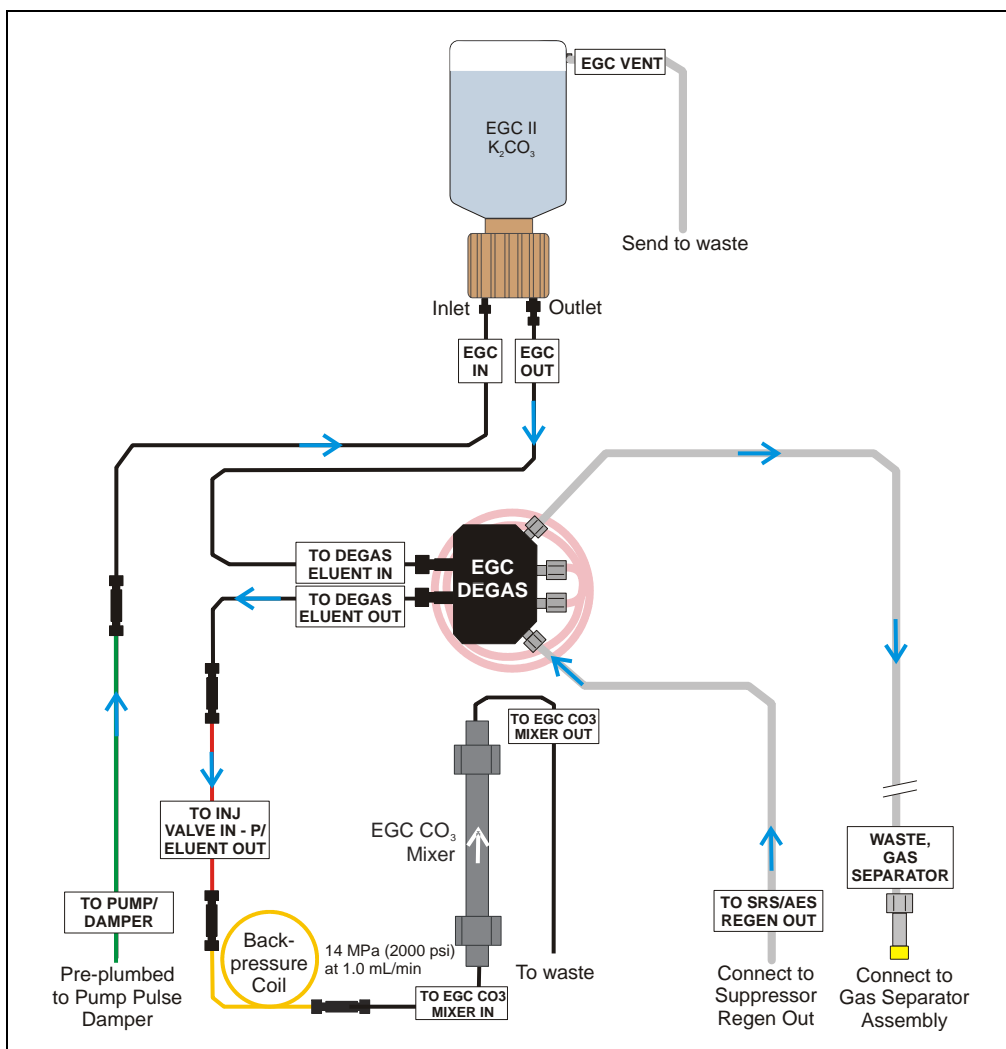 EGC VENT
EGC II
K₂CO₃
Send to waste
Inlet
Outlet
EGC
IN
EGC
OUT
TO DEGAS
ELUENT IN
EGC
DEGAS
TO DEGAS
ELUENT OUT
TO EGC CO3
MIXER OUT
TO INJ
VALVE IN - P/
ELUENT OUT
EGC CO₃
Mixer
WASTE,
GAS
SEPARATOR
TO PUMP/
DAMPER
TO SRS/AES
REGEN OUT
Back-
pressure
Coil
14 MPa (2000 psi)
at 1.0 mL/min
To waste
Pre-plumbed
to Pump Pulse
Damper
TO EGC CO3
MIXER IN
Connect to
Suppressor
Regen Out
Connect to
Gas Separator
Assembly